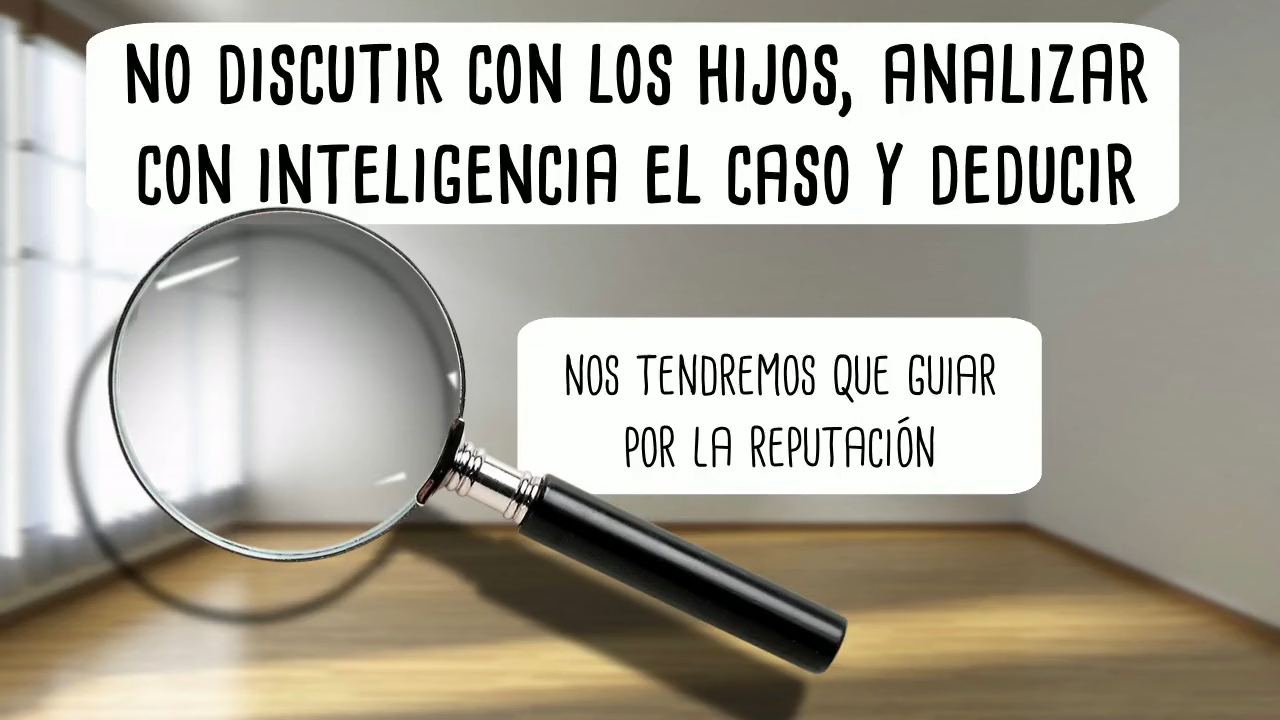 NO DISCUTIR CON LOS HIJOS, ANALIZAR
CON INTELIGENCIA EL CASO Y DEDUCIR
NOS TENDREMOS QUE GUIAR
POR LA REPUTACIÓN